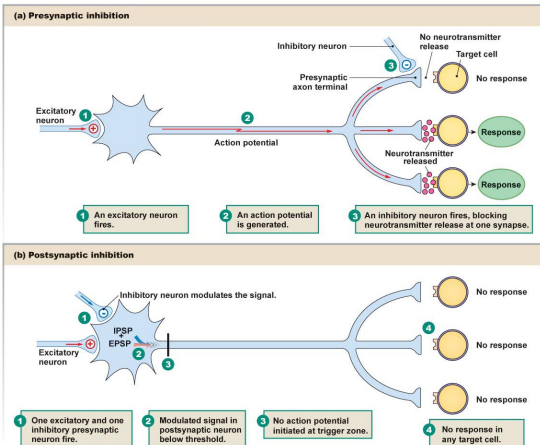 (a) Presynaptic inhibition
Inhibitory neuron
No neurotransmitter
release
Target cell
3
Presynaptic
axon terminal
No response
Excitatory
neuron
1
+
2
Action potential
Response
Neurotransmitter
released
Response
1 An excitatory neuron
fires.
2 An action potential
is generated.
3 An inhibitory neuron fires, blocking
neurotransmitter release at one synapse.
(b) Postsynaptic inhibition
Inhibitory neuron modulates the signal.
1
No response
IPSP
+
EPSP
2
+
Excitatory
neuron
3
4
No response
No response
1 One excitatory and one
inhibitory presynaptic
neuron fire.
2 Modulated signal in
postsynaptic neuron
below threshold.
3 No action potential
initiated at trigger zone.
4 No response in
any target cell.